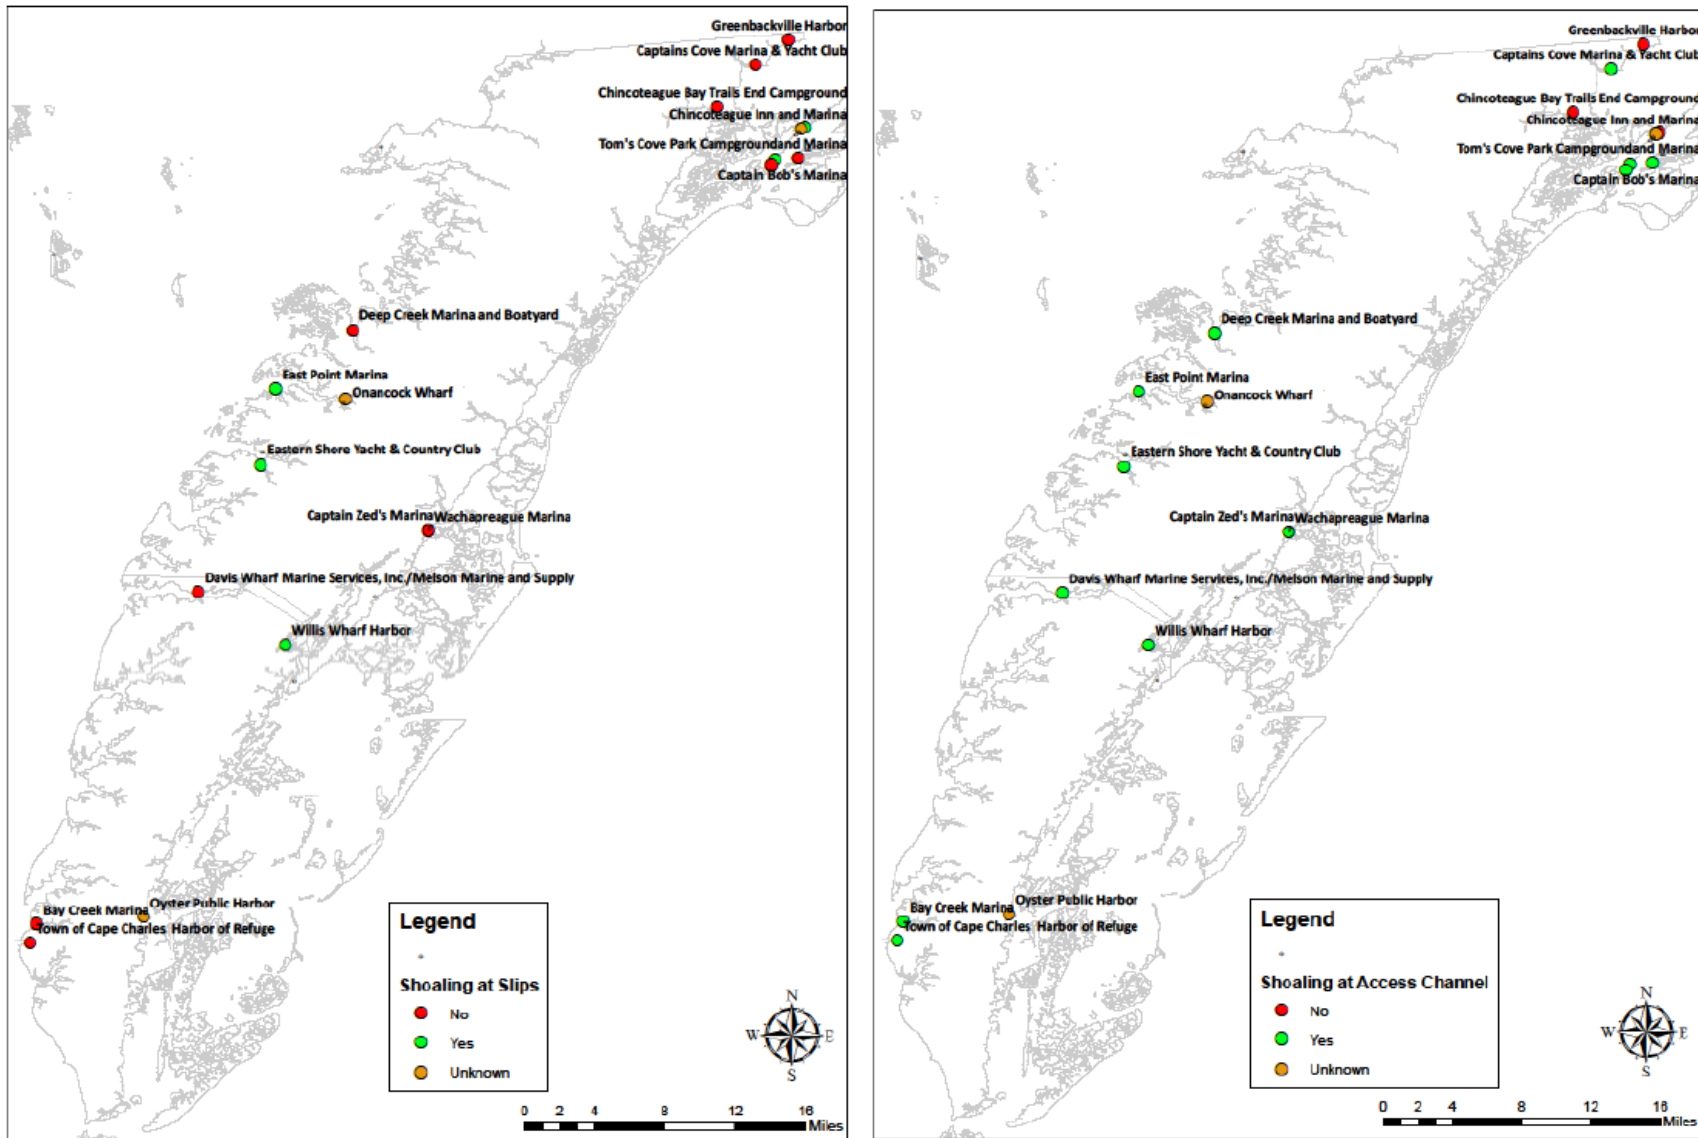 Greenbackville Harbor
Captains Cove Marina & Yacht Club
Chincoteague Bay Trails End Campground
Chincoteague Inn and Marina
Tom's Cove Park Campgroundand Marina
Captain Bob's Marina
Deep Creek Marina and Boatyard
East Point Marina
Onancock Wharf
Eastern Shore Yacht & Country Club
Captain Zed's Marina Wachapreague Marina
Davis Wharf Marine Services, Inc./Melson Marine and Supply
Willis Wharf Harbor
Oyster Public Harbor
Bay Creek Marina
Town of Cape Charles Harbor of Refuge
Legend
Shoaling at Slips
No
Yes
Unknown
N
W E
S
0 2 4 8 12 16
Miles
Greenbackville Harbor
Captains Cove Marina & Yacht Club
Chincoteague Bay Trails End Campground
Chincoteague Inn and Marina
Tom's Cove Park Campgroundand Marina
Captain Bob's Marina
Deep Creek Marina and Boatyard
East Point Marina
Onancock Wharf
Eastern Shore Yacht & Country Club
Captain Zed's Marina Wachapreague Marina
Davis Wharf Marine Services, Inc./Melson Marine and Supply
Willis Wharf Harbor
Oyster Public Harbor
Bay Creek Marina
Town of Cape Charles Harbor of Refuge
Legend
Shoaling at Access Channel
No
Yes
Unknown
N
W E
S
0 2 4 8 12 16
Miles